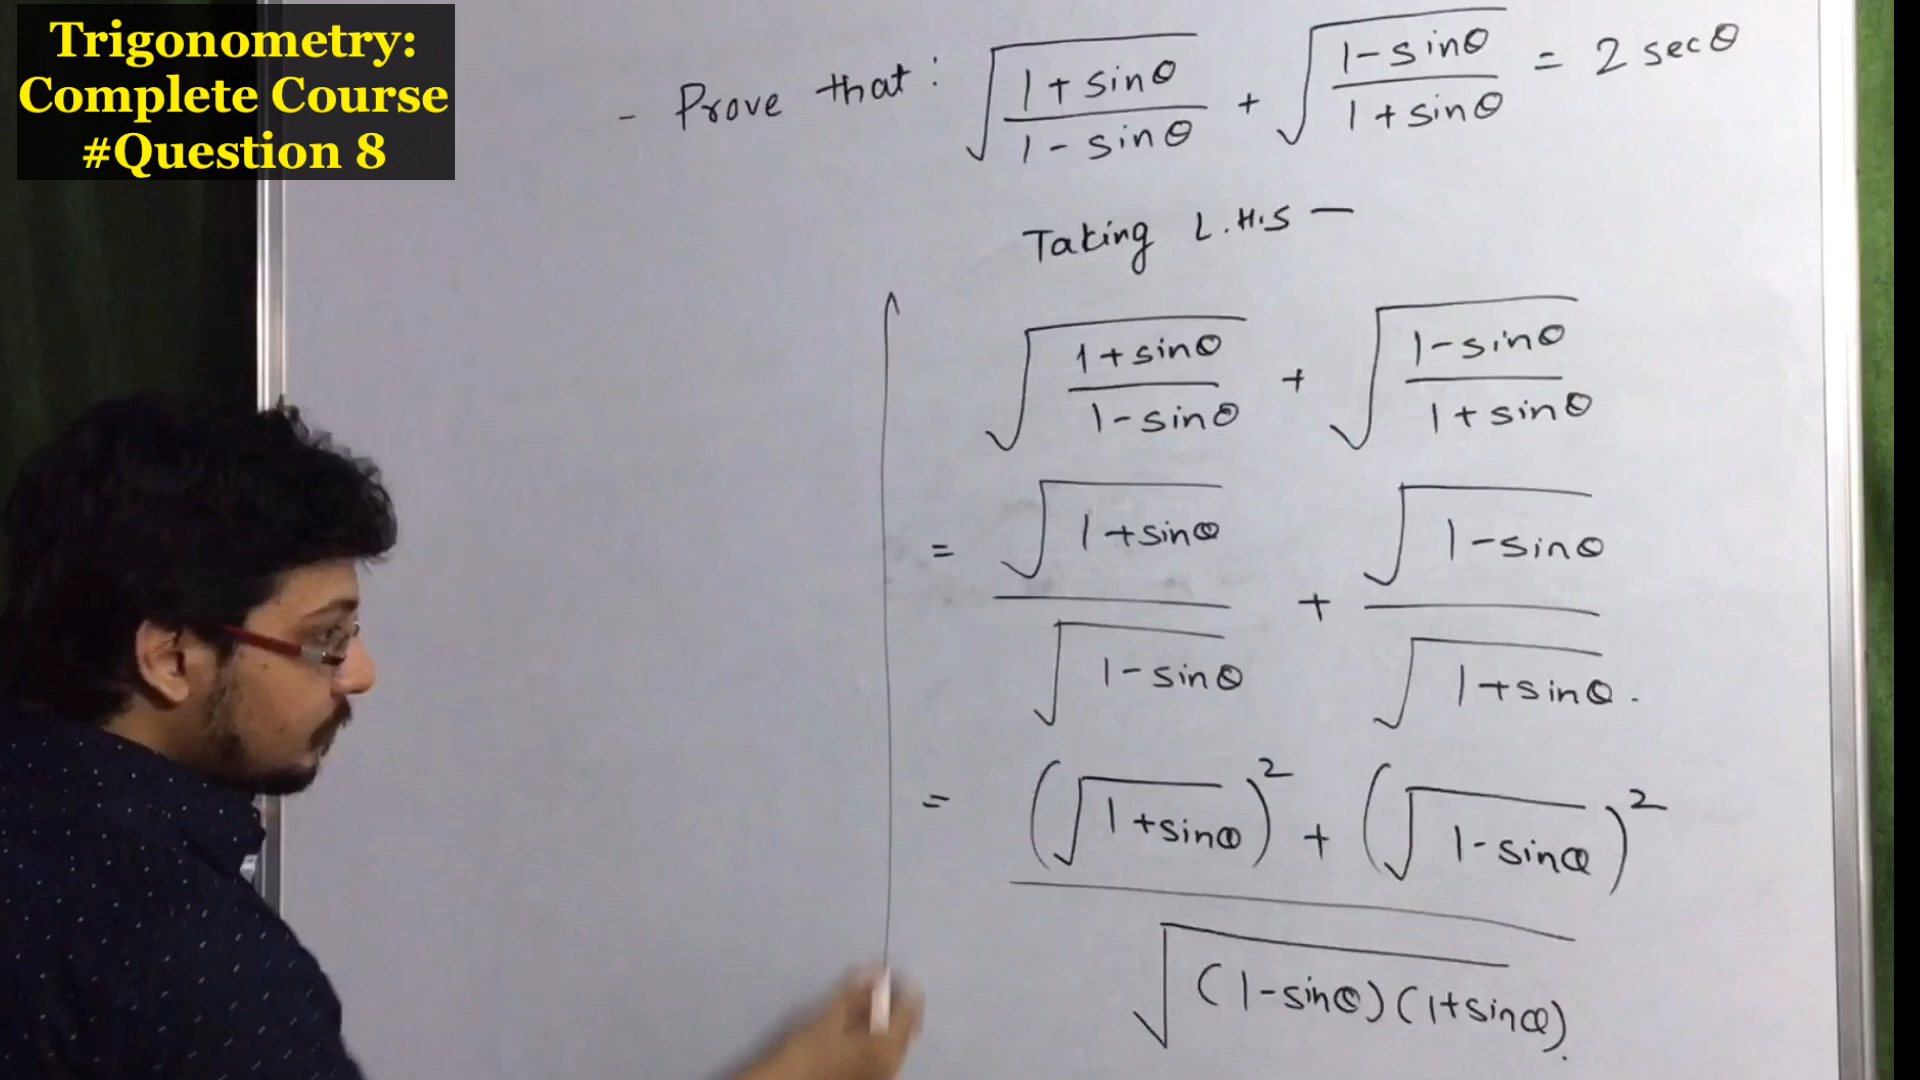 Trigonometry:
Complete Course
#Question 8
- Prove that : √((1+sinθ)/(1-sinθ)) + √((1-sinθ)/(1+sinθ)) = 2 secθ
Taking L.H.S —
√((1+sinθ)/(1-sinθ)) + √((1-sinθ)/(1+sinθ))
= √(1+sinθ)/√(1-sinθ) + √(1-sinθ)/√(1+sinθ) .
= ((√(1+sinθ))² + (√(1-sinθ))²)/√((1-sinθ)(1+sinθ)) .